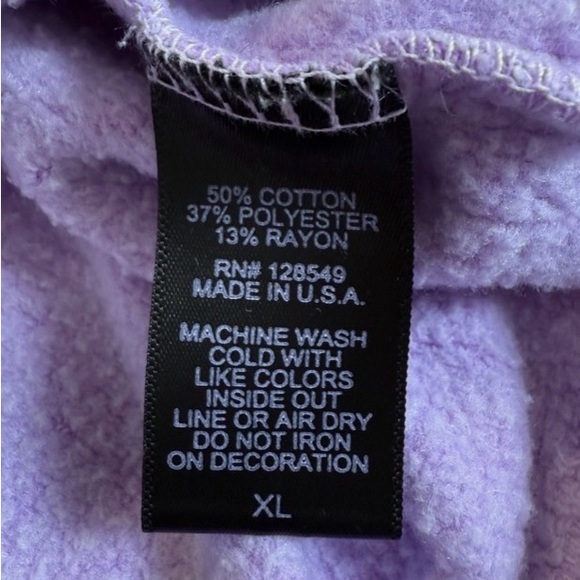 50% COTTON
37% POLYESTER
13% RAYON
RN# 128549
MADE IN U.S.A.
MACHINE WASH
COLD WITH
LIKE COLORS
INSIDE OUT
LINE OR AIR DRY
DO NOT IRON
ON DECORATION
XL